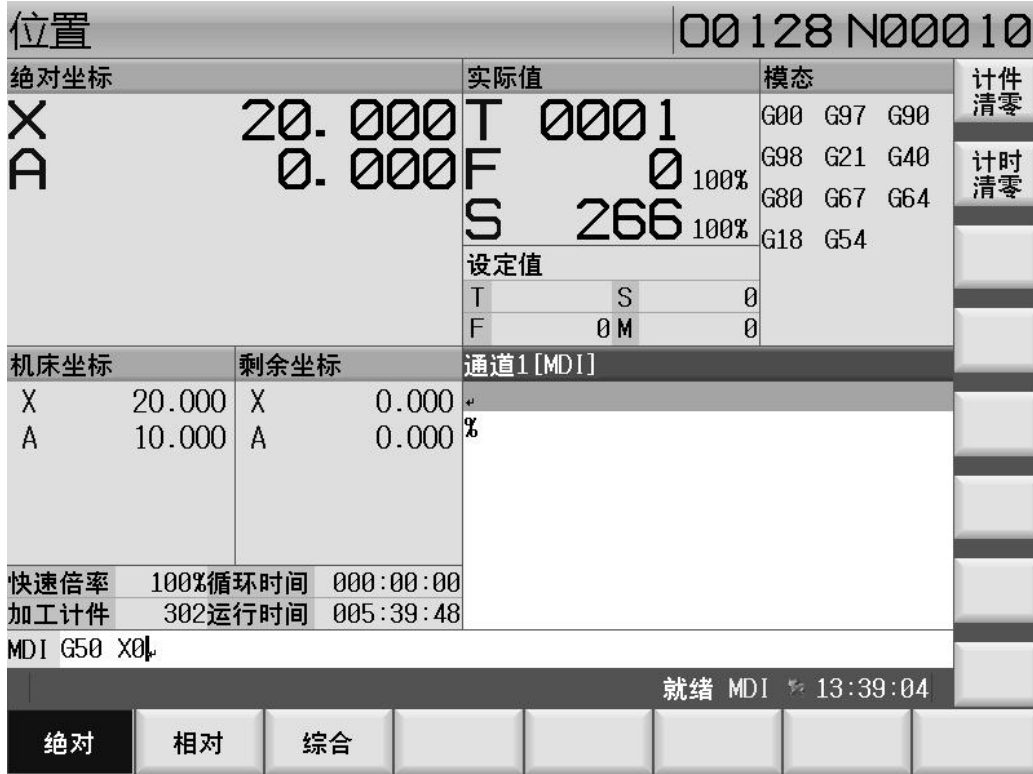 位置 O0128 N00010
绝对坐标
X 20.000
A 0.000
实际值
T 0001
F 0 100%
S 266 100%
设定值
T S 0
F 0 M 0
模态
G00 G97 G90
G98 G21 G40
G80 G67 G64
G18 G54
计件
清零
计时
清零
机床坐标
X 20.000
A 10.000
剩余坐标
X 0.000
A 0.000
通道1[MDI]
%
快速倍率 100% 循环时间 000:00:00
加工计件 302 运行时间 005:39:48
MDI G50 X0
就绪 MDI 13:39:04
绝对 相对 综合